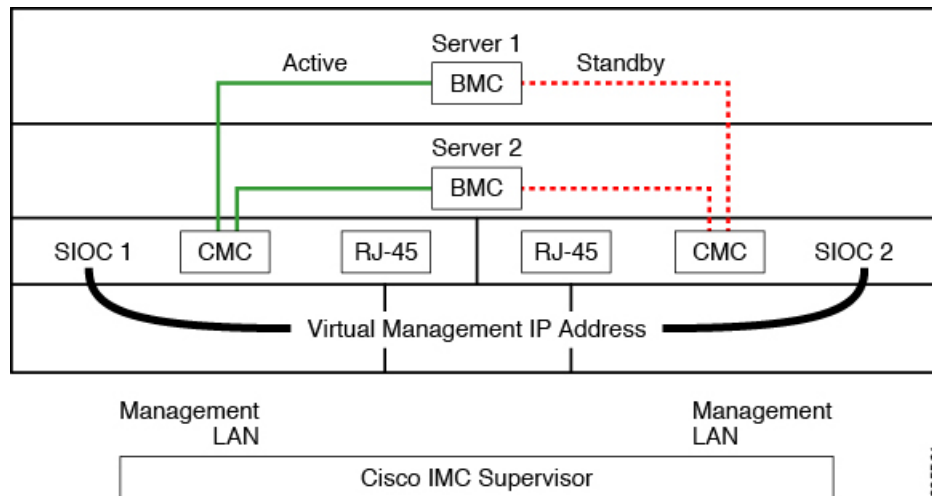 Server 1
Active
BMC
Standby
Server 2
BMC
SIOC 1
CMC
RJ-45
RJ-45
CMC
SIOC 2
Virtual Management IP Address
Management
LAN
Management
LAN
Cisco IMC Supervisor